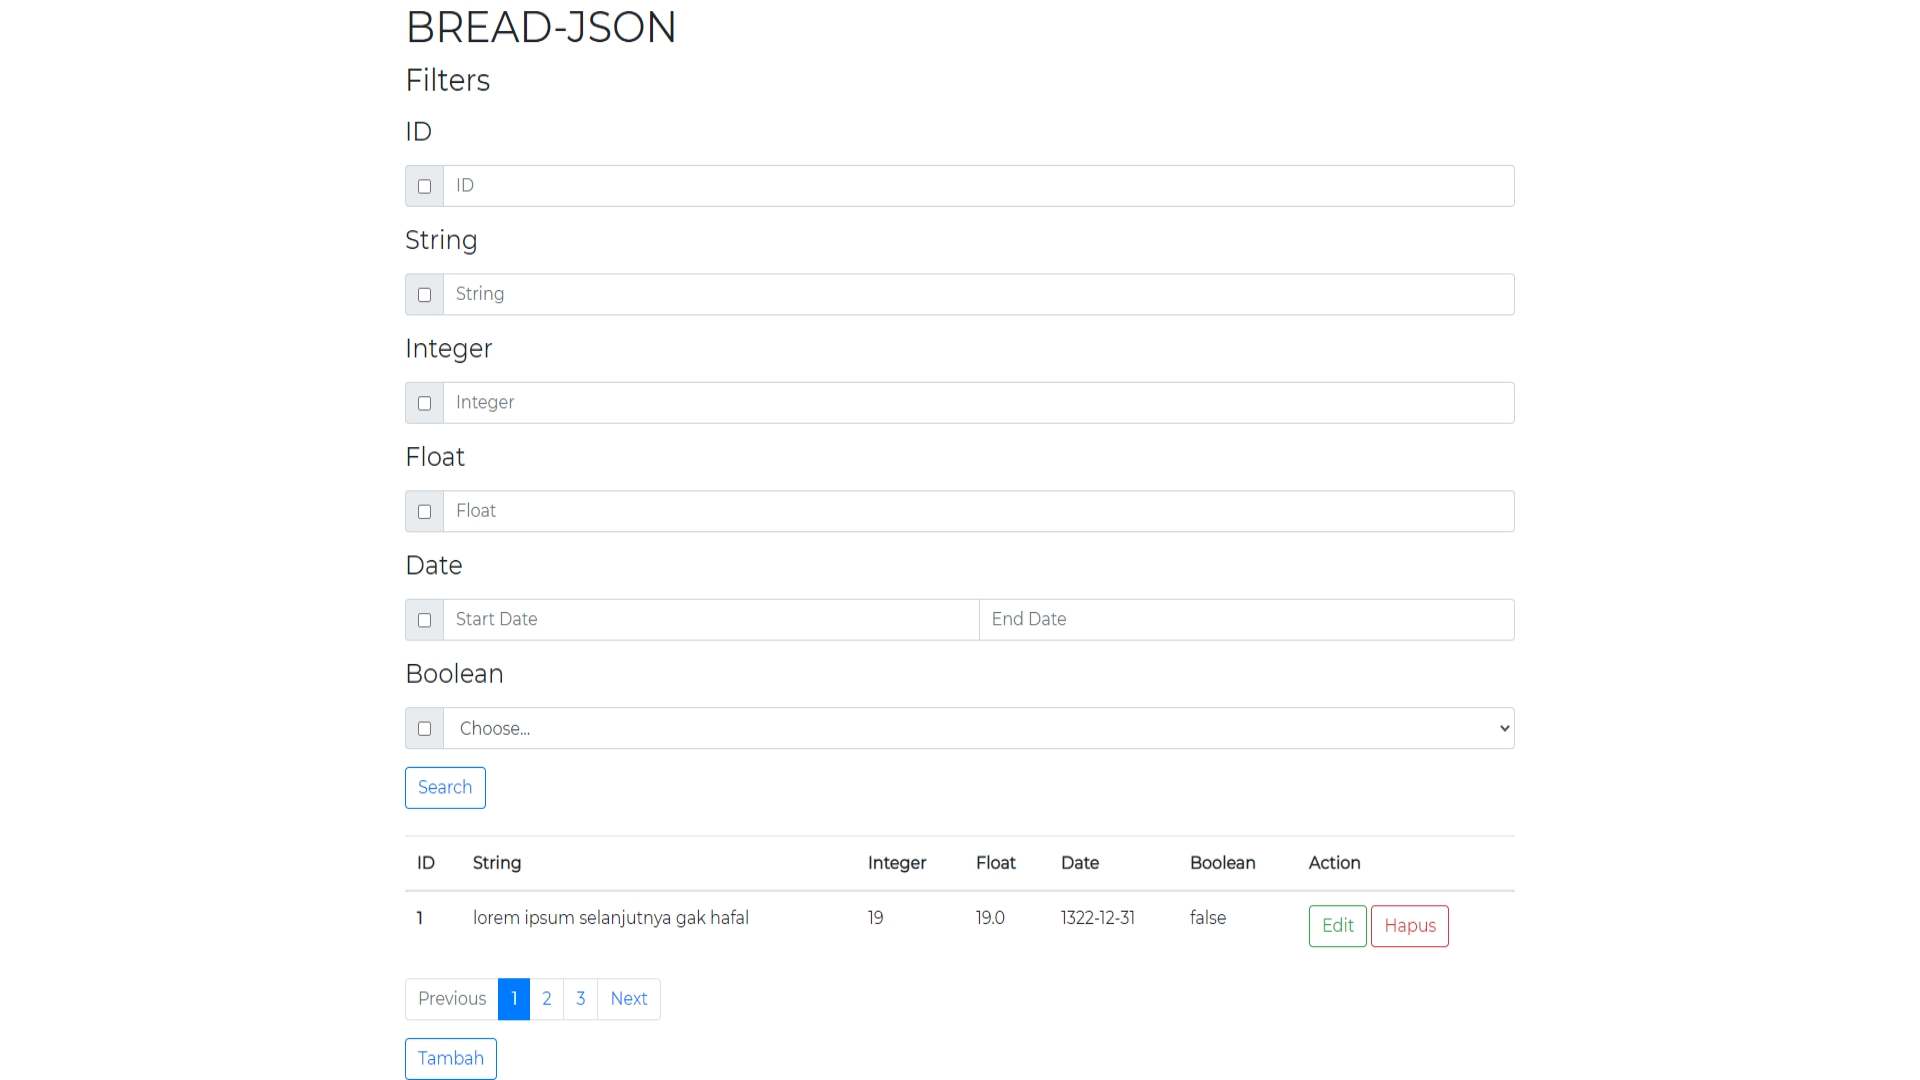 BREAD-JSON
Filters
ID
ID
String
String
Integer
Integer
Float
Float
Date
Start Date End Date
Boolean
Choose...
Search
ID String Integer Float Date Boolean Action
1 lorem ipsum selanjutnya gak hafal 19 19.0 1322-12-31 false Edit Hapus
Previous 1 2 3 Next
Tambah